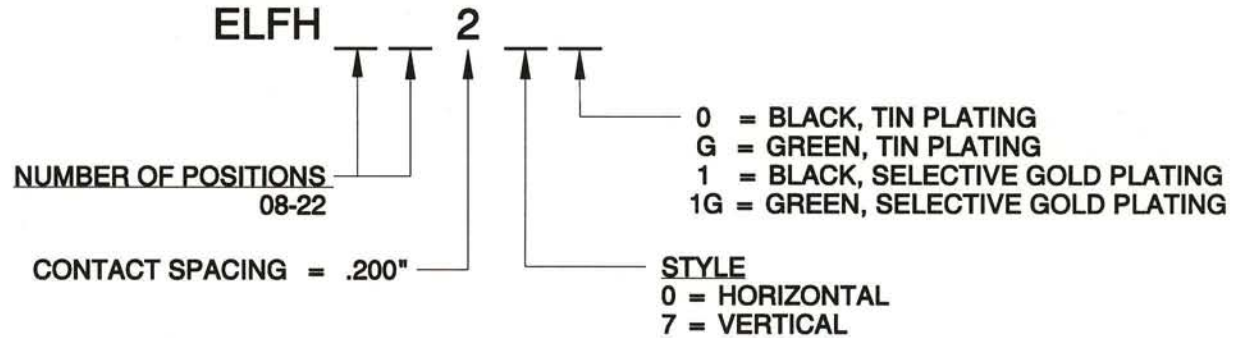 ELFH _ _ 2 _ _
0 = BLACK, TIN PLATING
G = GREEN, TIN PLATING
1 = BLACK, SELECTIVE GOLD PLATING
1G = GREEN, SELECTIVE GOLD PLATING
NUMBER OF POSITIONS
08-22
CONTACT SPACING = .200"
STYLE
0 = HORIZONTAL
7 = VERTICAL